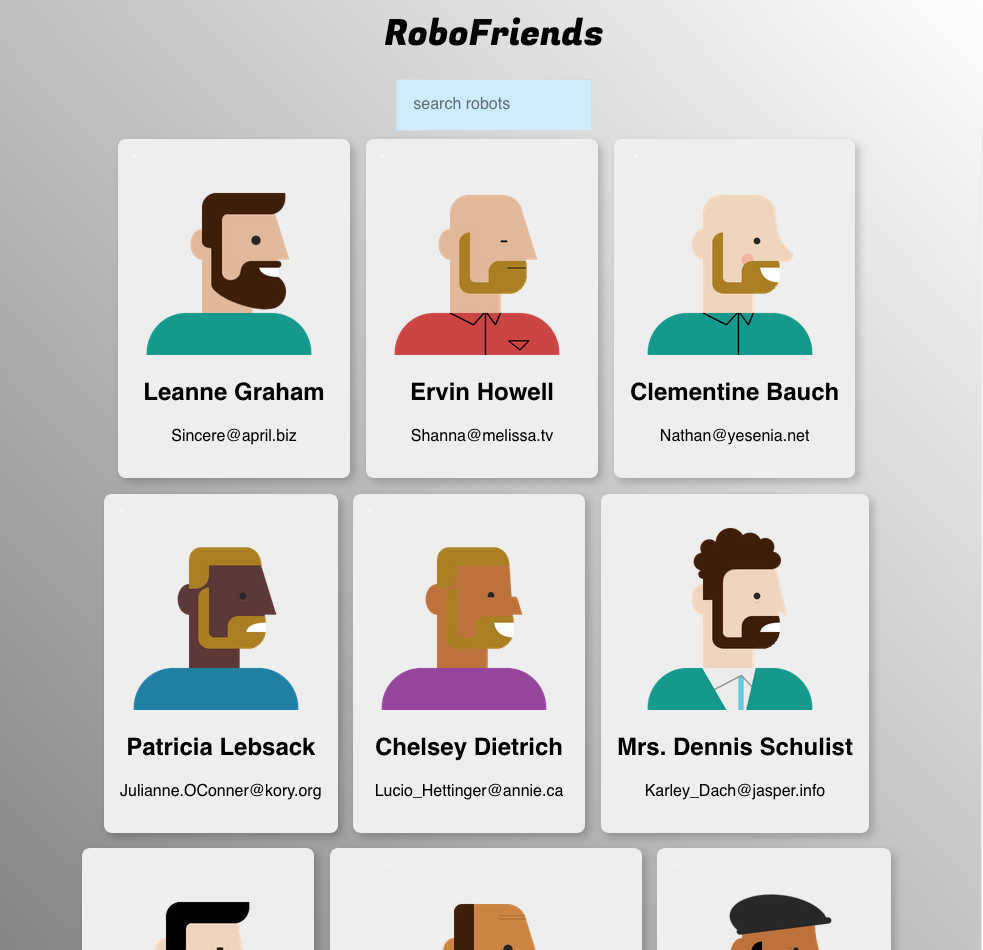 RoboFriends
search robots
Leanne Graham
Sincere@april.biz
Ervin Howell
Shanna@melissa.tv
Clementine Bauch
Nathan@yesenia.net
Patricia Lebsack
Julianne.OConner@kory.org
Chelsey Dietrich
Lucio_Hettinger@annie.ca
Mrs. Dennis Schulist
Karley_Dach@jasper.info